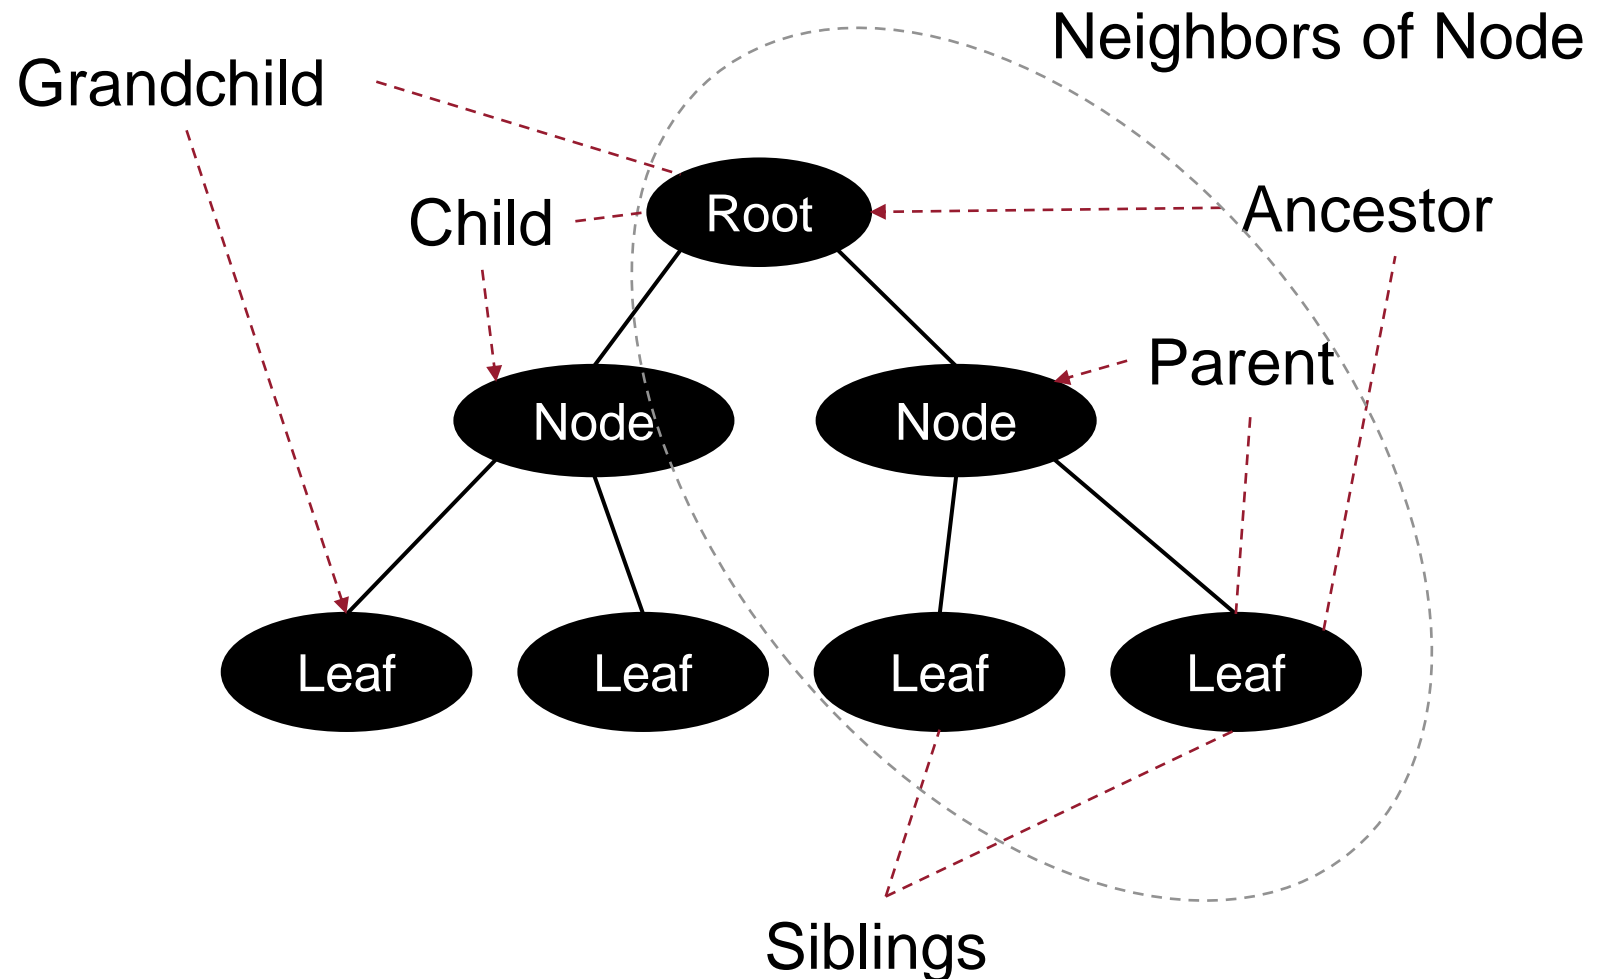 Neighbors of Node
Grandchild
Root
Child
Ancestor
Parent
Node
Node
Leaf
Leaf
Leaf
Leaf
Siblings